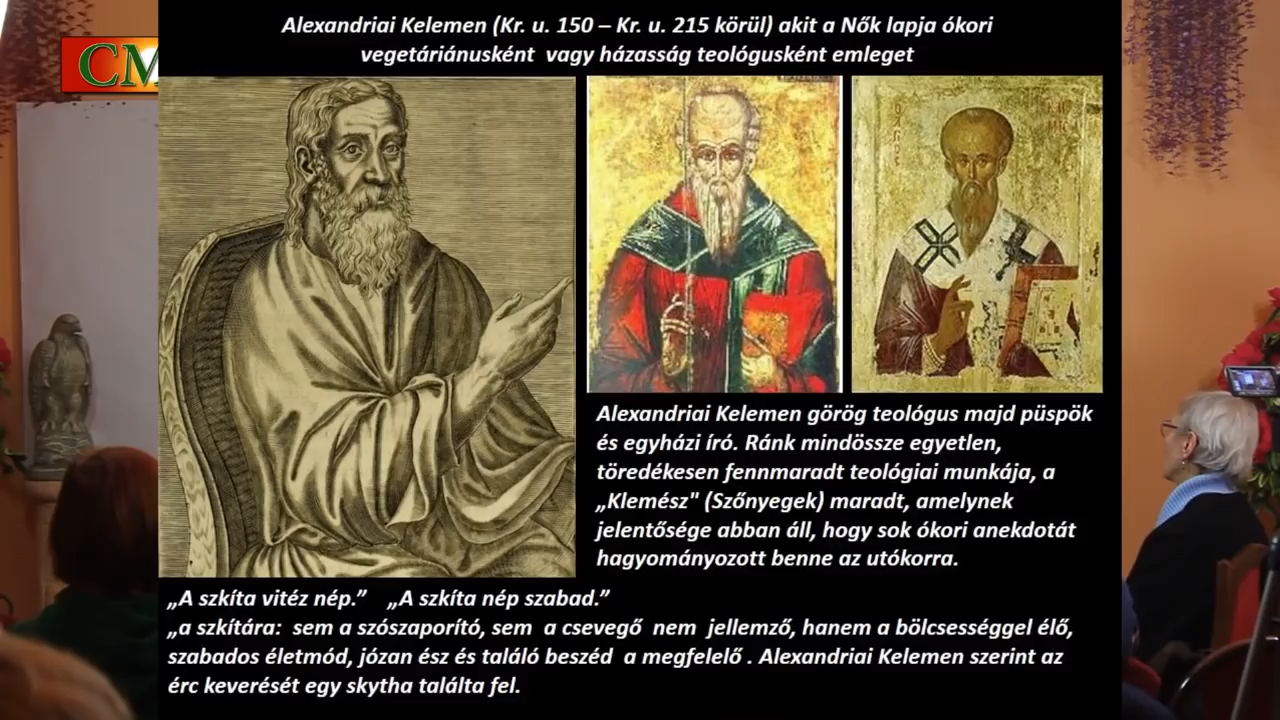 Alexandriai Kelemen (Kr. u. 150 – Kr. u. 215 körül) akit a Nők lapja ókori
vegetáriánusként vagy házasság teológusként emleget
CM
Alexandriai Kelemen görög teológus majd püspök
és egyházi író. Ránk mindössze egyetlen,
töredékesen fennmaradt teológiai munkája, a
„Klemész" (Szőnyegek) maradt, amelynek
jelentősége abban áll, hogy sok ókori anekdotát
hagyományozott benne az utókorra.
„A szkíta vitéz nép.” „A szkíta nép szabad.”
„a szkítára: sem a szószaporító, sem a csevegő nem jellemző, hanem a bölcsességgel élő,
szabados életmód, józan ész és találó beszéd a megfelelő . Alexandriai Kelemen szerint az
érc keverését egy skytha találta fel.